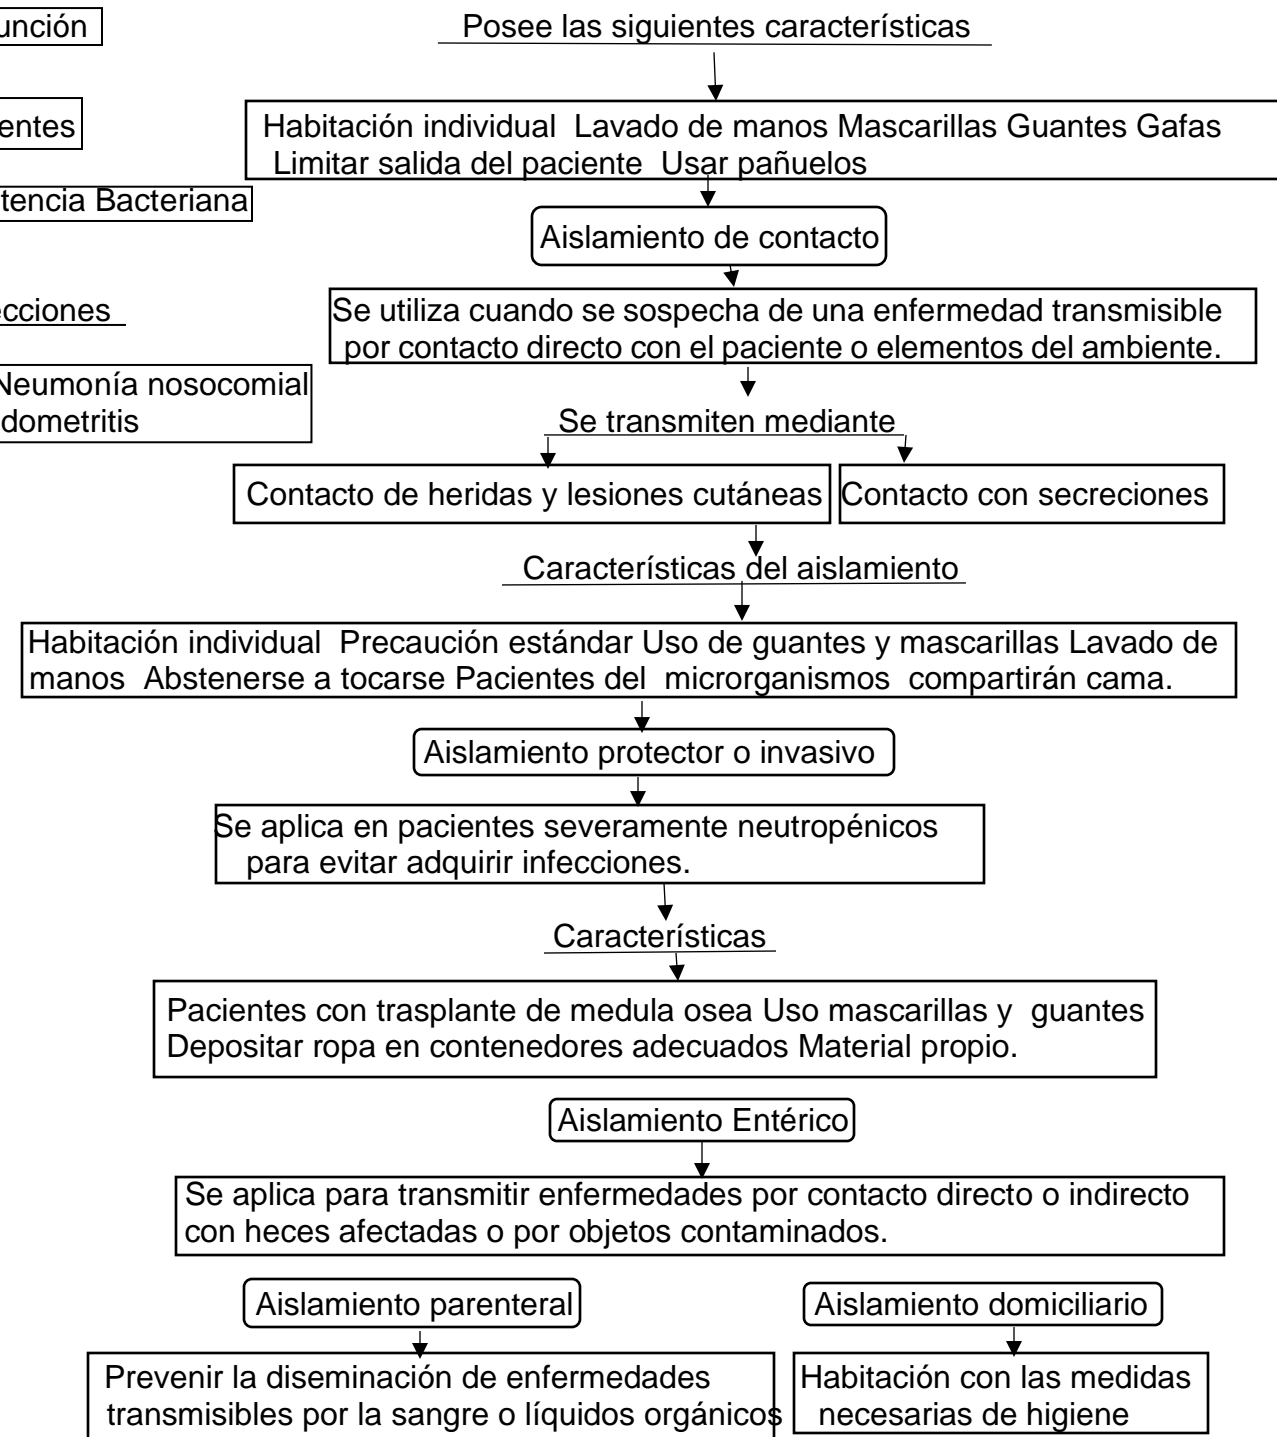 unción
Posee las siguientes características
entes
Habitación individual Lavado de manos Mascarillas Guantes Gafas
Limitar salida del paciente Usar pañuelos
tencia Bacteriana
Aislamiento de contacto
ecciones
Se utiliza cuando se sospecha de una enfermedad transmisible
por contacto directo con el paciente o elementos del ambiente.
Neumonía nosocomial
dometritis
Se transmiten mediante
Contacto de heridas y lesiones cutáneas
Contacto con secreciones
Características del aislamiento
Habitación individual Precaución estándar Uso de guantes y mascarillas Lavado de
manos Abstenerse a tocarse Pacientes del microrganismos compartirán cama.
Aislamiento protector o invasivo
Se aplica en pacientes severamente neutropénicos
para evitar adquirir infecciones.
Características
Pacientes con trasplante de medula osea Uso mascarillas y guantes
Depositar ropa en contenedores adecuados Material propio.
Aislamiento Entérico
Se aplica para transmitir enfermedades por contacto directo o indirecto
con heces afectadas o por objetos contaminados.
Aislamiento parenteral
Aislamiento domiciliario
Prevenir la diseminación de enfermedades
transmisibles por la sangre o líquidos orgánicos
Habitación con las medidas
necesarias de higiene